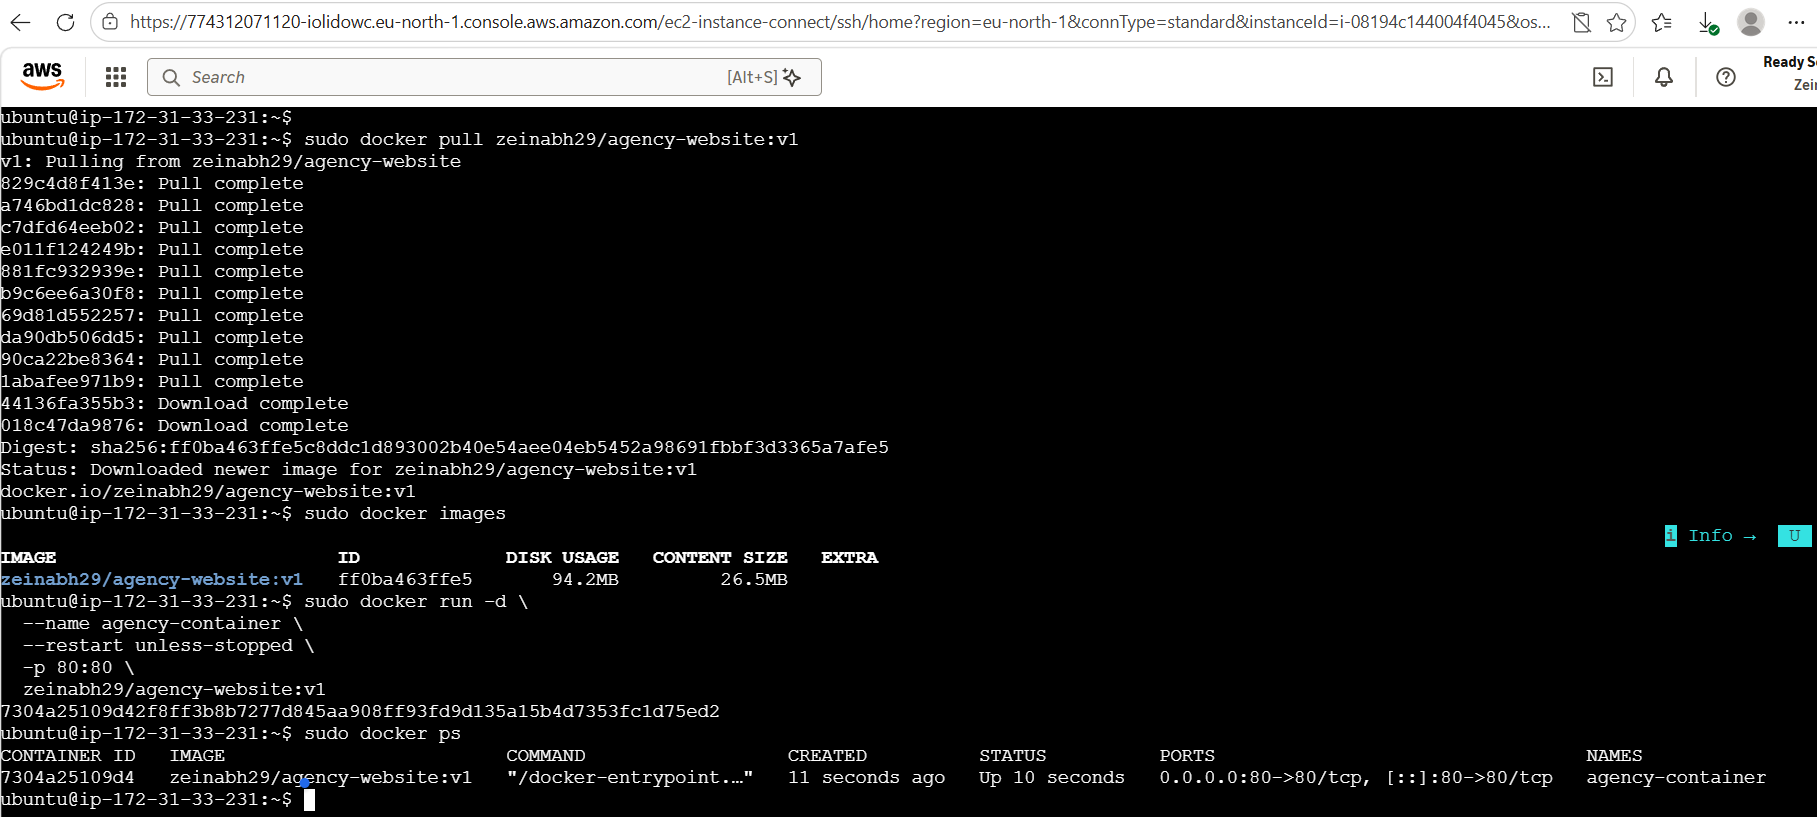 https://774312071120-iolidowc.eu-north-1.console.aws.amazon.com/ec2-instance-connect/ssh/home?region=eu-north-1&connType=standard&instanceId=i-08194c144004f4045&os...
aws
Search [Alt+S]
Ready S
Zei
ubuntu@ip-172-31-33-231:~$
ubuntu@ip-172-31-33-231:~$ sudo docker pull zeinabh29/agency-website:v1
v1: Pulling from zeinabh29/agency-website
829c4d8f413e: Pull complete
a746bd1dc828: Pull complete
c7dfd64eeb02: Pull complete
e011f124249b: Pull complete
881fc932939e: Pull complete
b9c6ee6a30f8: Pull complete
69d81d552257: Pull complete
da90db506dd5: Pull complete
90ca22be8364: Pull complete
1abafee971b9: Pull complete
44136fa355b3: Download complete
018c47da9876: Download complete
Digest: sha256:ff0ba463ffe5c8ddc1d893002b40e54aee04eb5452a98691fbbf3d3365a7afe5
Status: Downloaded newer image for zeinabh29/agency-website:v1
docker.io/zeinabh29/agency-website:v1
ubuntu@ip-172-31-33-231:~$ sudo docker images
i Info → U
IMAGE ID DISK USAGE CONTENT SIZE EXTRA
zeinabh29/agency-website:v1 ff0ba463ffe5 94.2MB 26.5MB
ubuntu@ip-172-31-33-231:~$ sudo docker run -d \
--name agency-container \
--restart unless-stopped \
-p 80:80 \
zeinabh29/agency-website:v1
7304a25109d42f8ff3b8b7277d845aa908ff93fd9d135a15b4d7353fc1d75ed2
ubuntu@ip-172-31-33-231:~$ sudo docker ps
CONTAINER ID IMAGE COMMAND CREATED STATUS PORTS NAMES
7304a25109d4 zeinabh29/agency-website:v1 "/docker-entrypoint.…" 11 seconds ago Up 10 seconds 0.0.0.0:80->80/tcp, [::]:80->80/tcp agency-container
ubuntu@ip-172-31-33-231:~$